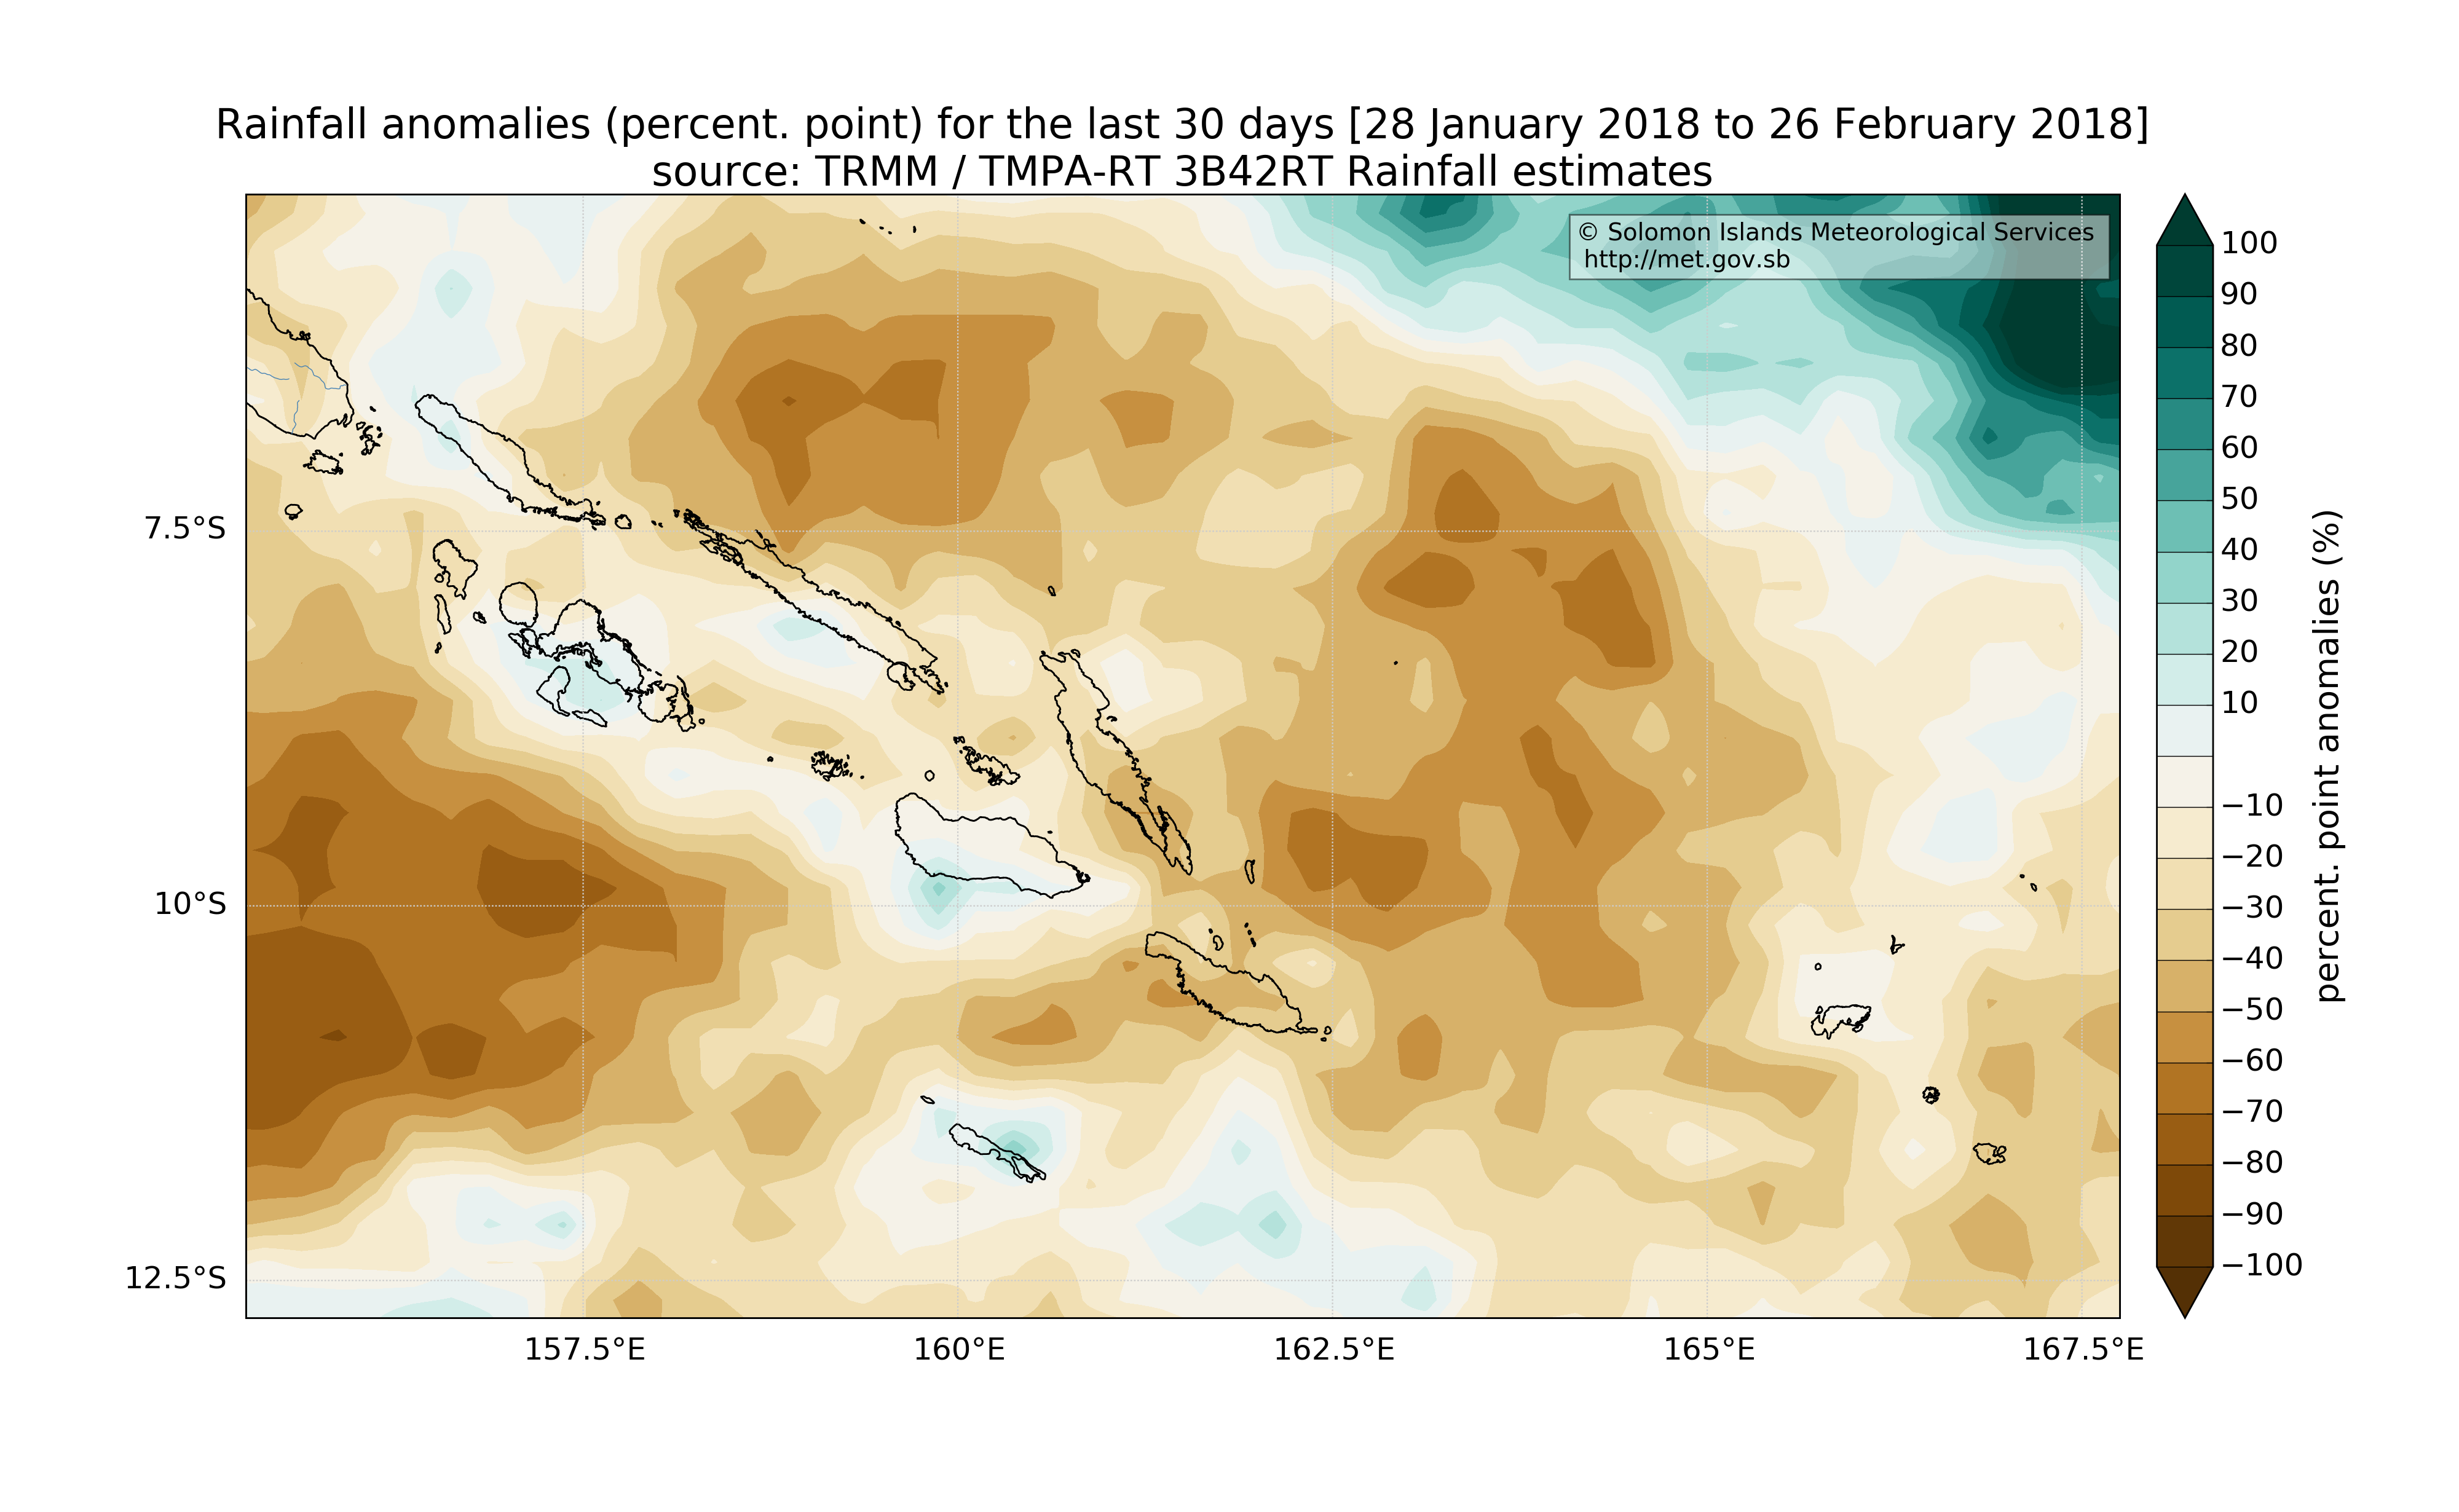 Rainfall anomalies (percent. point) for the last 30 days [28 January 2018 to 26 February 2018]
source: TRMM / TMPA-RT 3B42RT Rainfall estimates
© Solomon Islands Meteorological Services
http://met.gov.sb
7.5°S
10°S
12.5°S
157.5°E
160°E
162.5°E
165°E
167.5°E
100
90
80
70
60
50
40
30
20
10
−10
−20
−30
−40
−50
−60
−70
−80
−90
−100
percent. point anomalies (%)